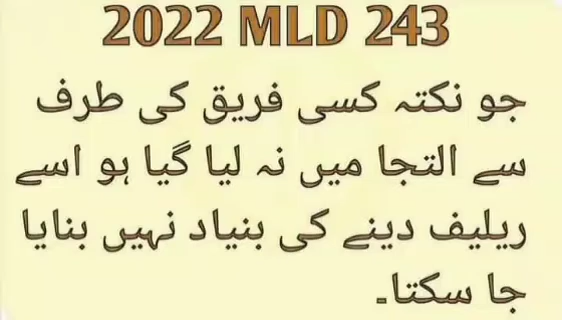 2022 MLD 243
جو نکتہ کسی فریق کی طرف
سے التجا میں نہ لیا گیا ہو اسے
ریلیف دینے کی بنیاد نہیں بنایا
جا سکتا۔